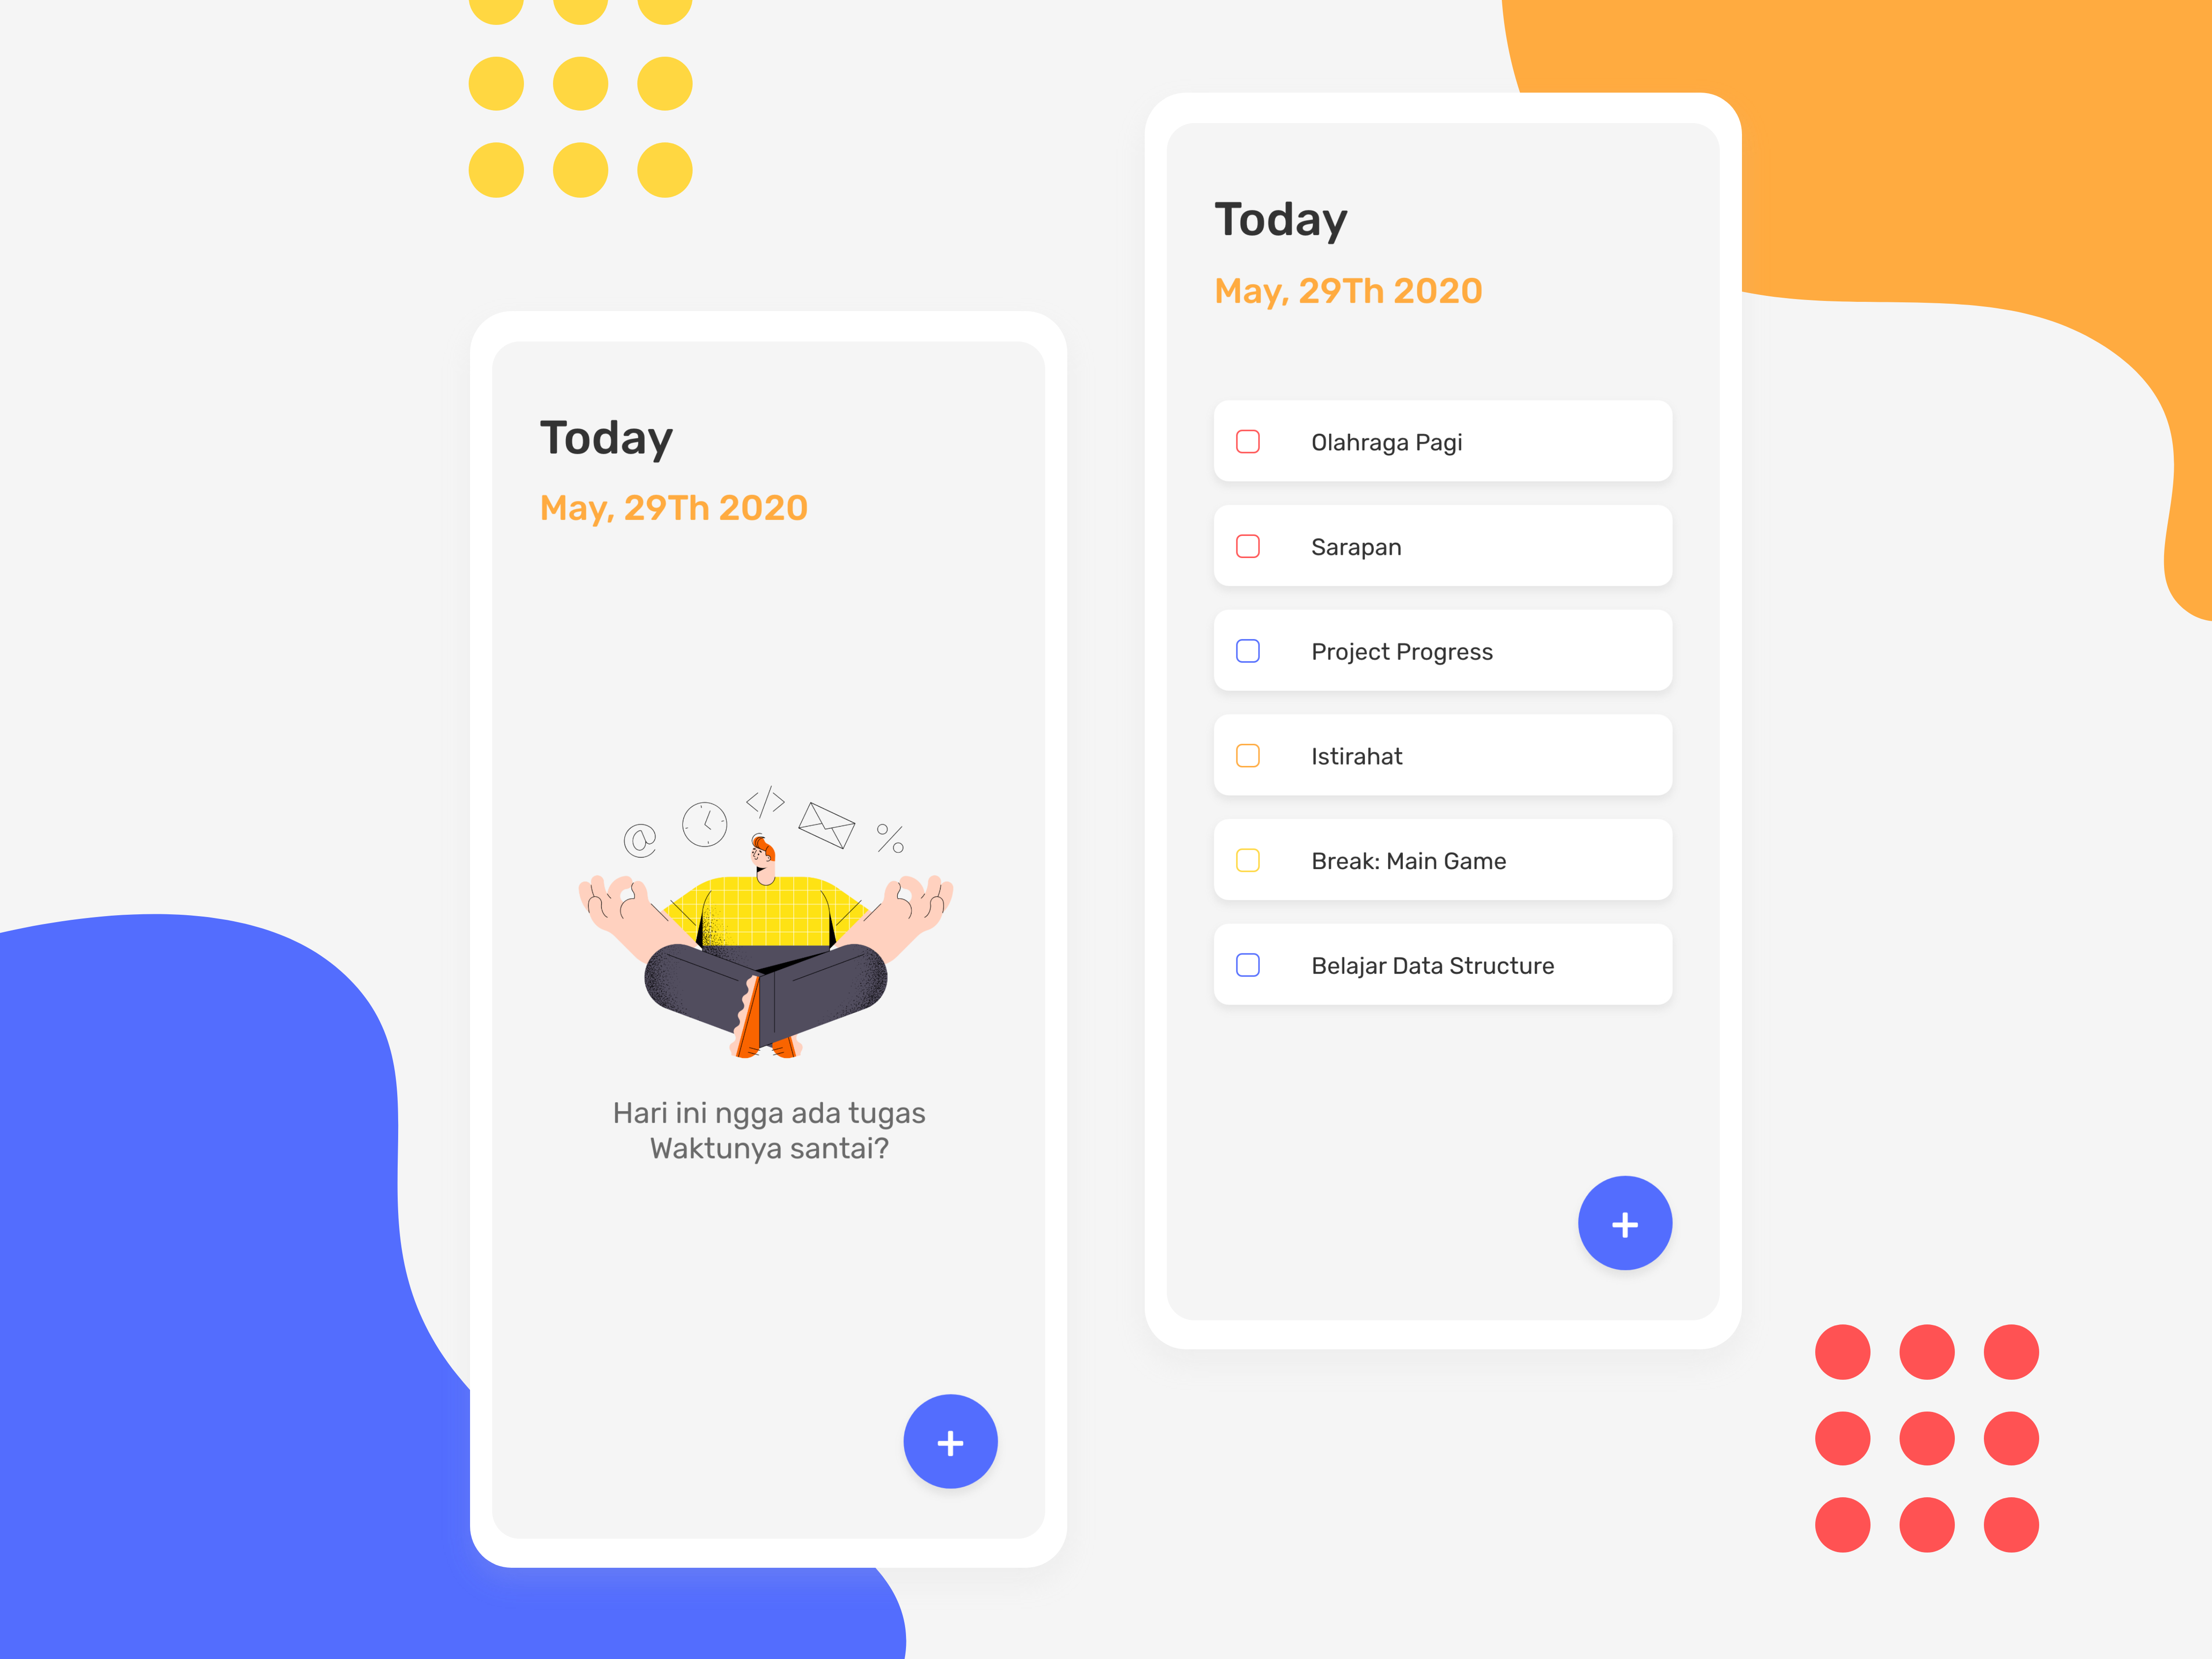 Today
May, 29Th 2020
@
</>
%
Hari ini ngga ada tugas
Waktunya santai?
+
Today
May, 29Th 2020
Olahraga Pagi
Sarapan
Project Progress
Istirahat
Break: Main Game
Belajar Data Structure
+